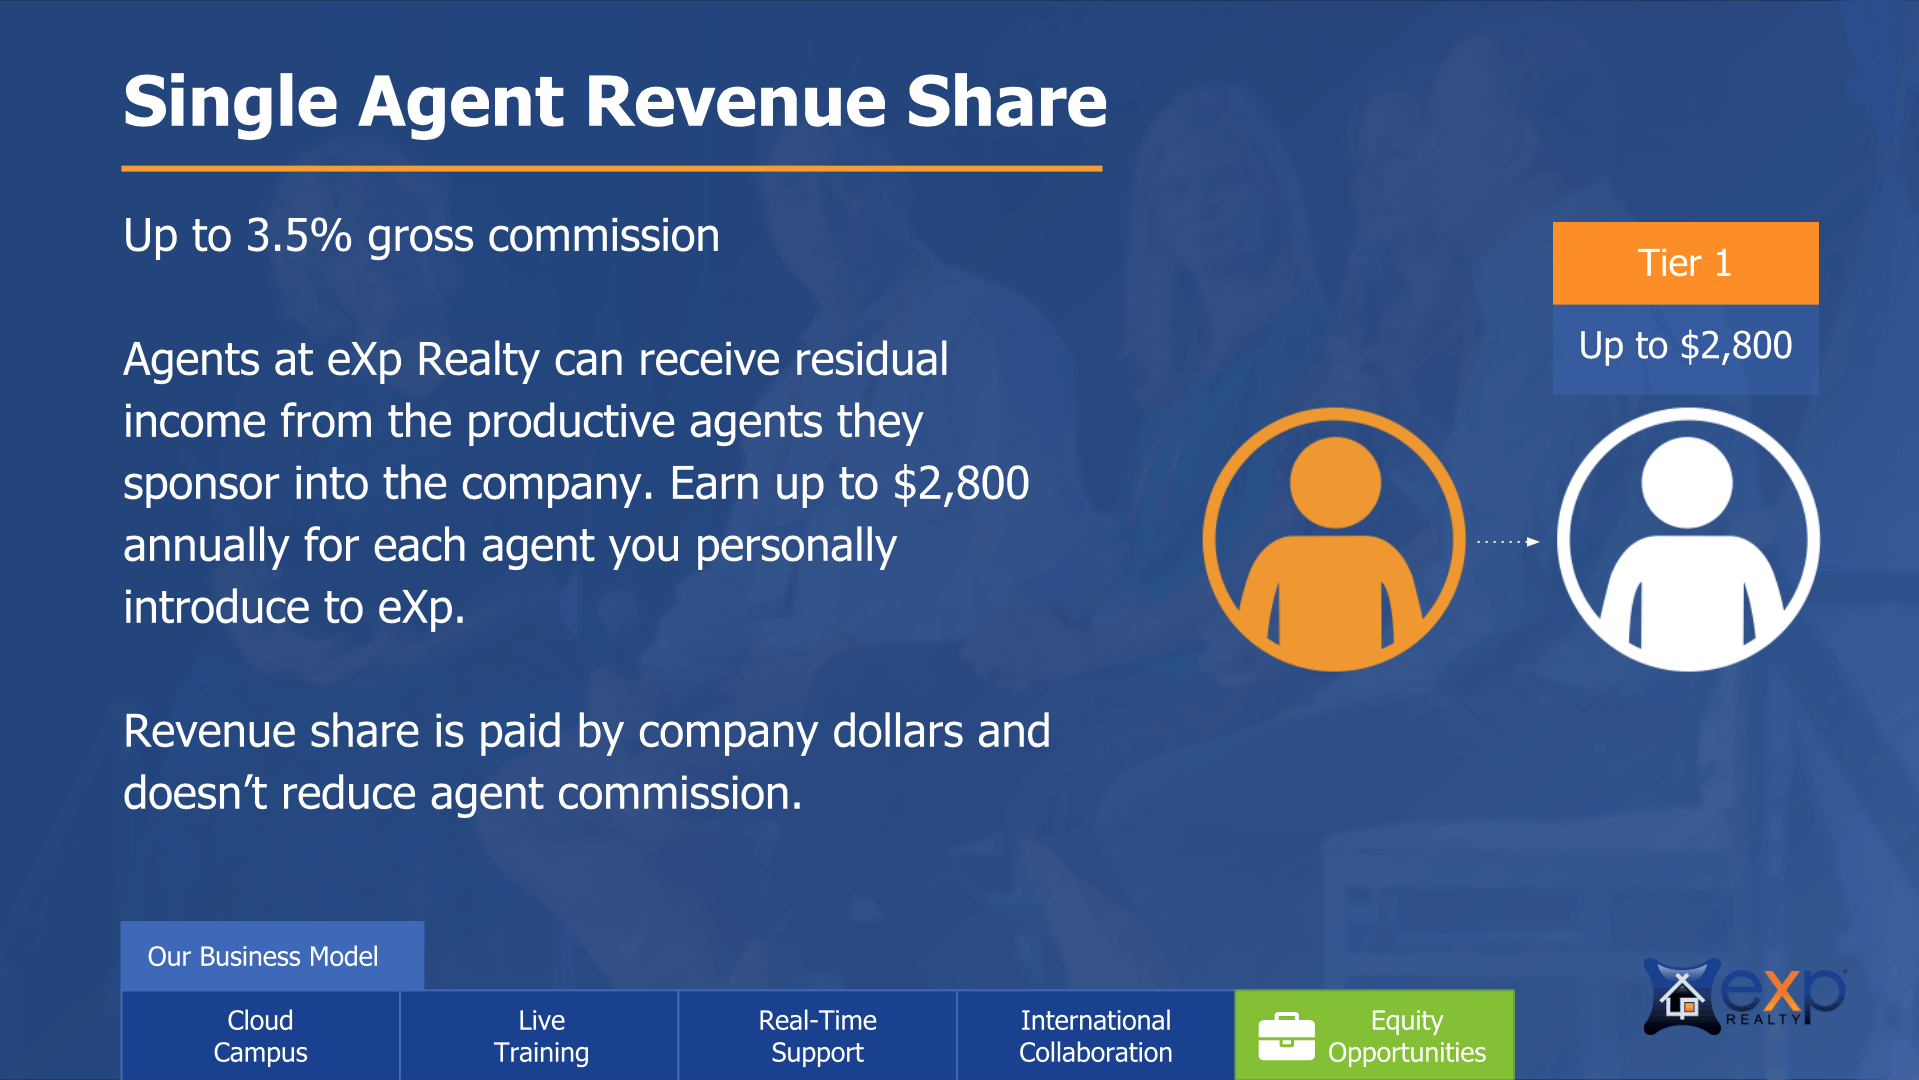 Single Agent Revenue Share
Up to 3.5% gross commission
Agents at eXp Realty can receive residual
income from the productive agents they
sponsor into the company. Earn up to $2,800
annually for each agent you personally
introduce to eXp.
Revenue share is paid by company dollars and
doesn’t reduce agent commission.
Tier 1
Up to $2,800
Our Business Model
Cloud
Campus
Live
Training
Real-Time
Support
International
Collaboration
Equity
Opportunities
eXp
REALTY